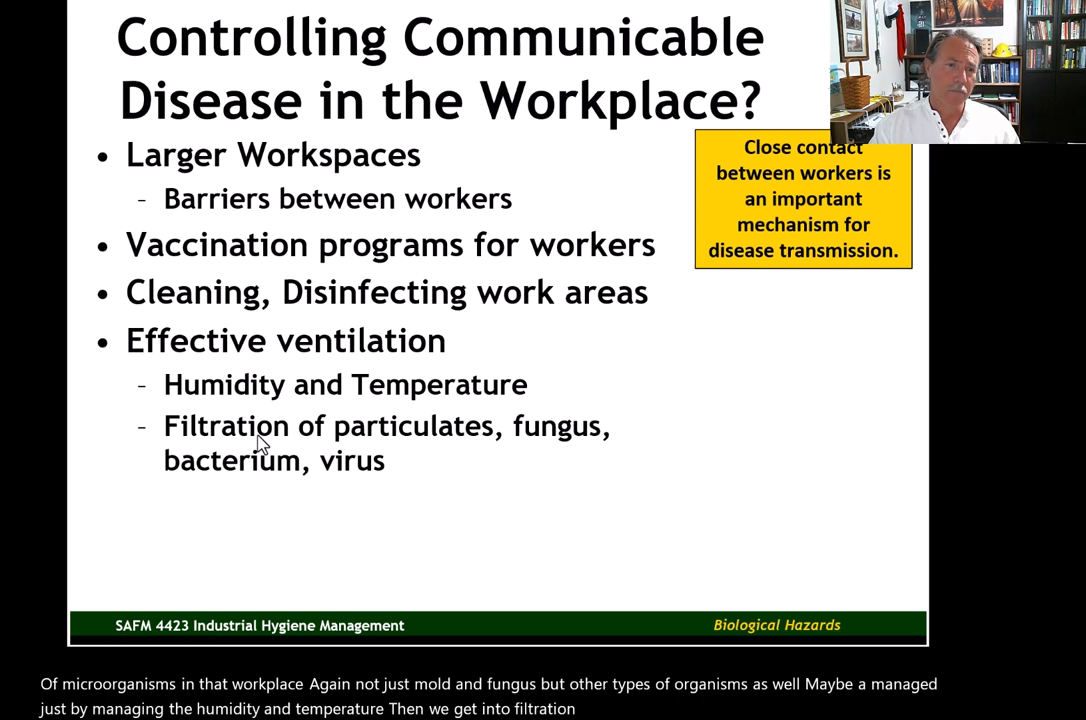 Controlling Communicable
Disease in the Workplace?
• Larger Workspaces
- Barriers between workers
• Vaccination programs for workers
• Cleaning, Disinfecting work areas
• Effective ventilation
- Humidity and Temperature
- Filtration of particulates, fungus,
bacterium, virus
Close contact
between workers is
an important
mechanism for
disease transmission.
SAFM 4423 Industrial Hygiene Management
Biological Hazards
Of microorganisms in that workplace Again not just mold and fungus but other types of organisms as well Maybe a managed
just by managing the humidity and temperature Then we get into filtration